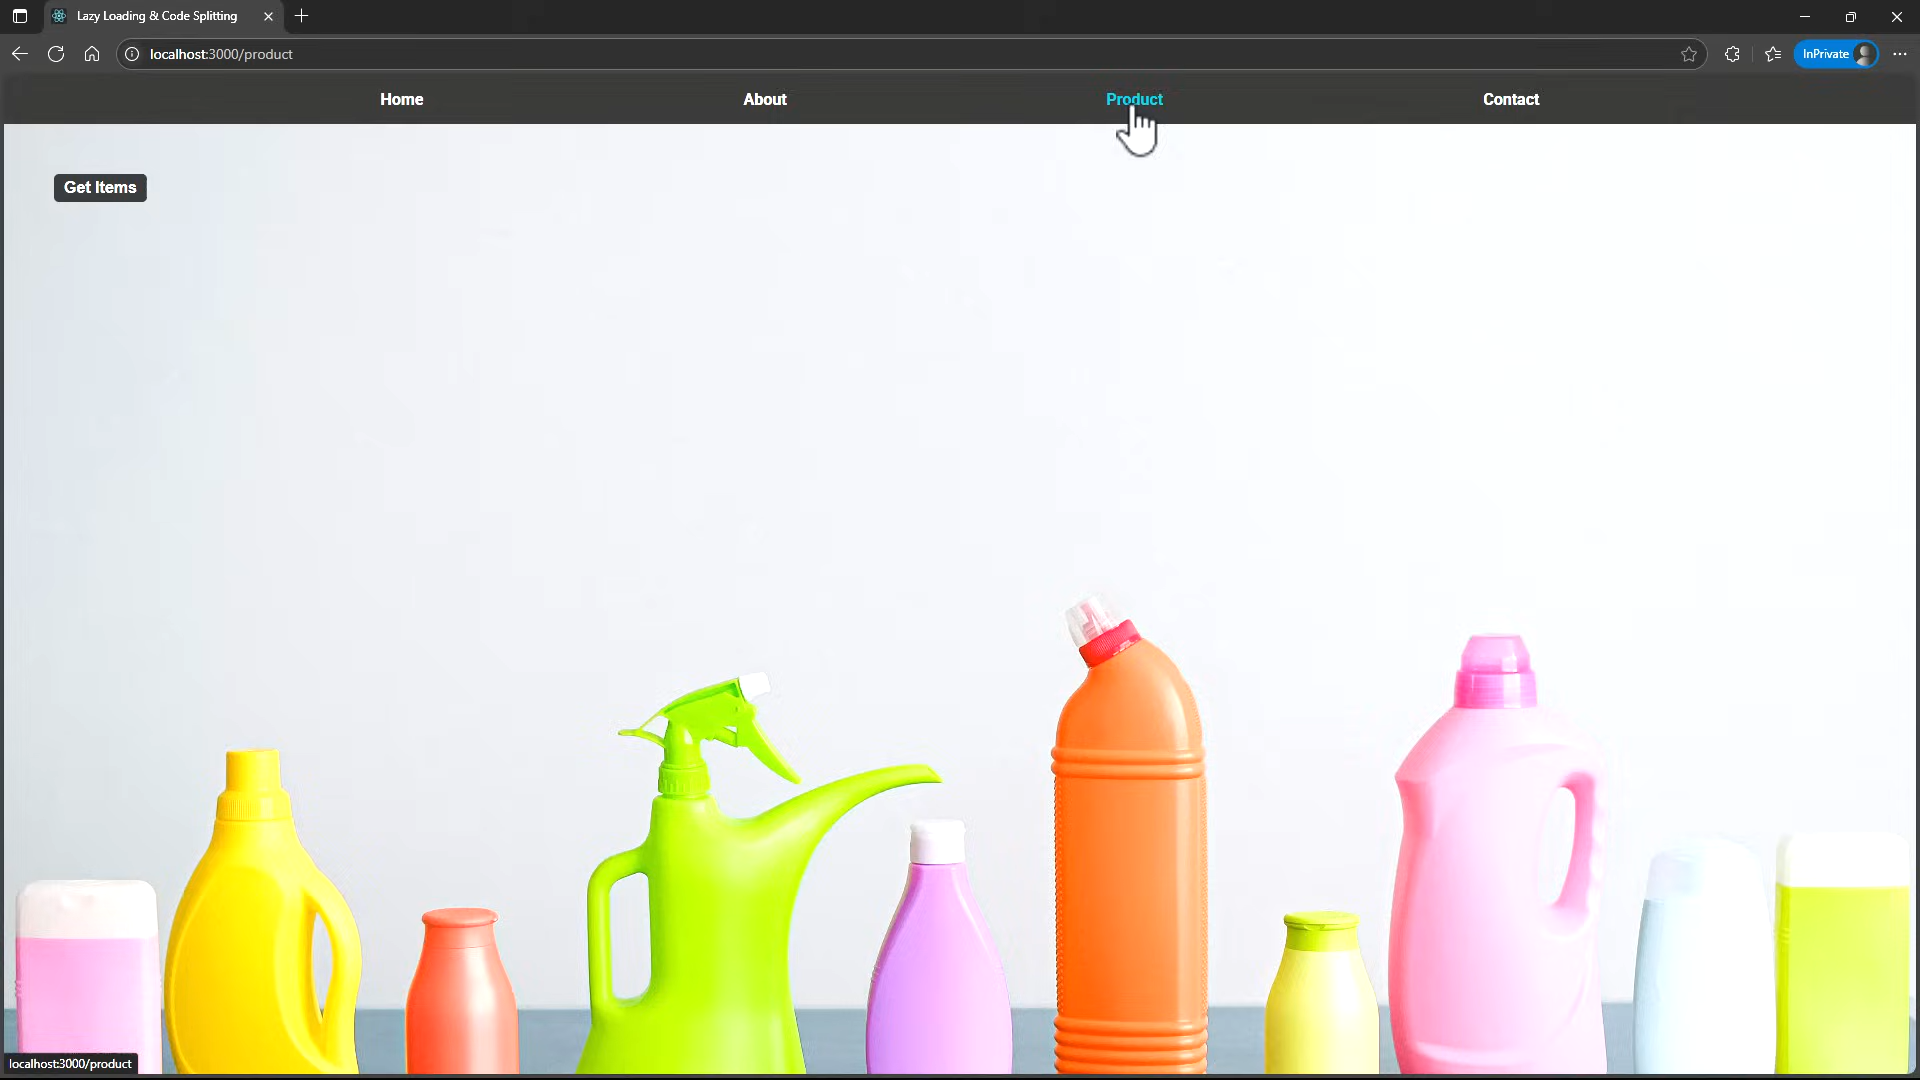 Lazy Loading & Code Splitting
localhost:3000/product
InPrivate
Home
About
Product
Contact
Get Items
localhost:3000/product